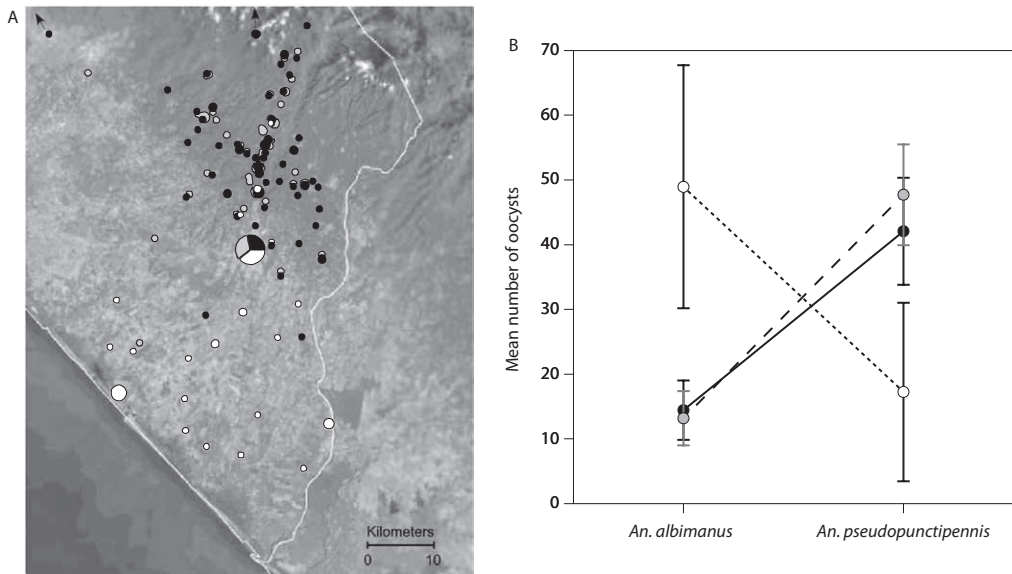 A
Kilometers
0 10
B
Mean number of oocysts
70
60
50
40
30
20
10
0
An. albimanus An. pseudopunctipennis